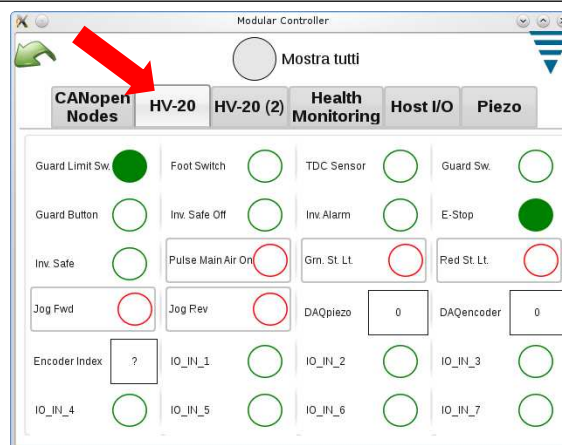 Modular Controller
Mostra tutti
CANopen Nodes
HV-20
HV-20 (2)
Health Monitoring
Host I/O
Piezo
Guard Limit Sw.
Foot Switch
TDC Sensor
Guard Sw.
Guard Button
Inv. Safe Off
Inv. Alarm
E-Stop
Inv. Safe
Pulse Main Air On
Grn. St. Lt.
Red St. Lt.
Jog Fwd
Jog Rev
DAQpiezo
0
DAQencoder
0
Encoder Index
?
IO_IN_1
IO_IN_2
IO_IN_3
IO_IN_4
IO_IN_5
IO_IN_6
IO_IN_7